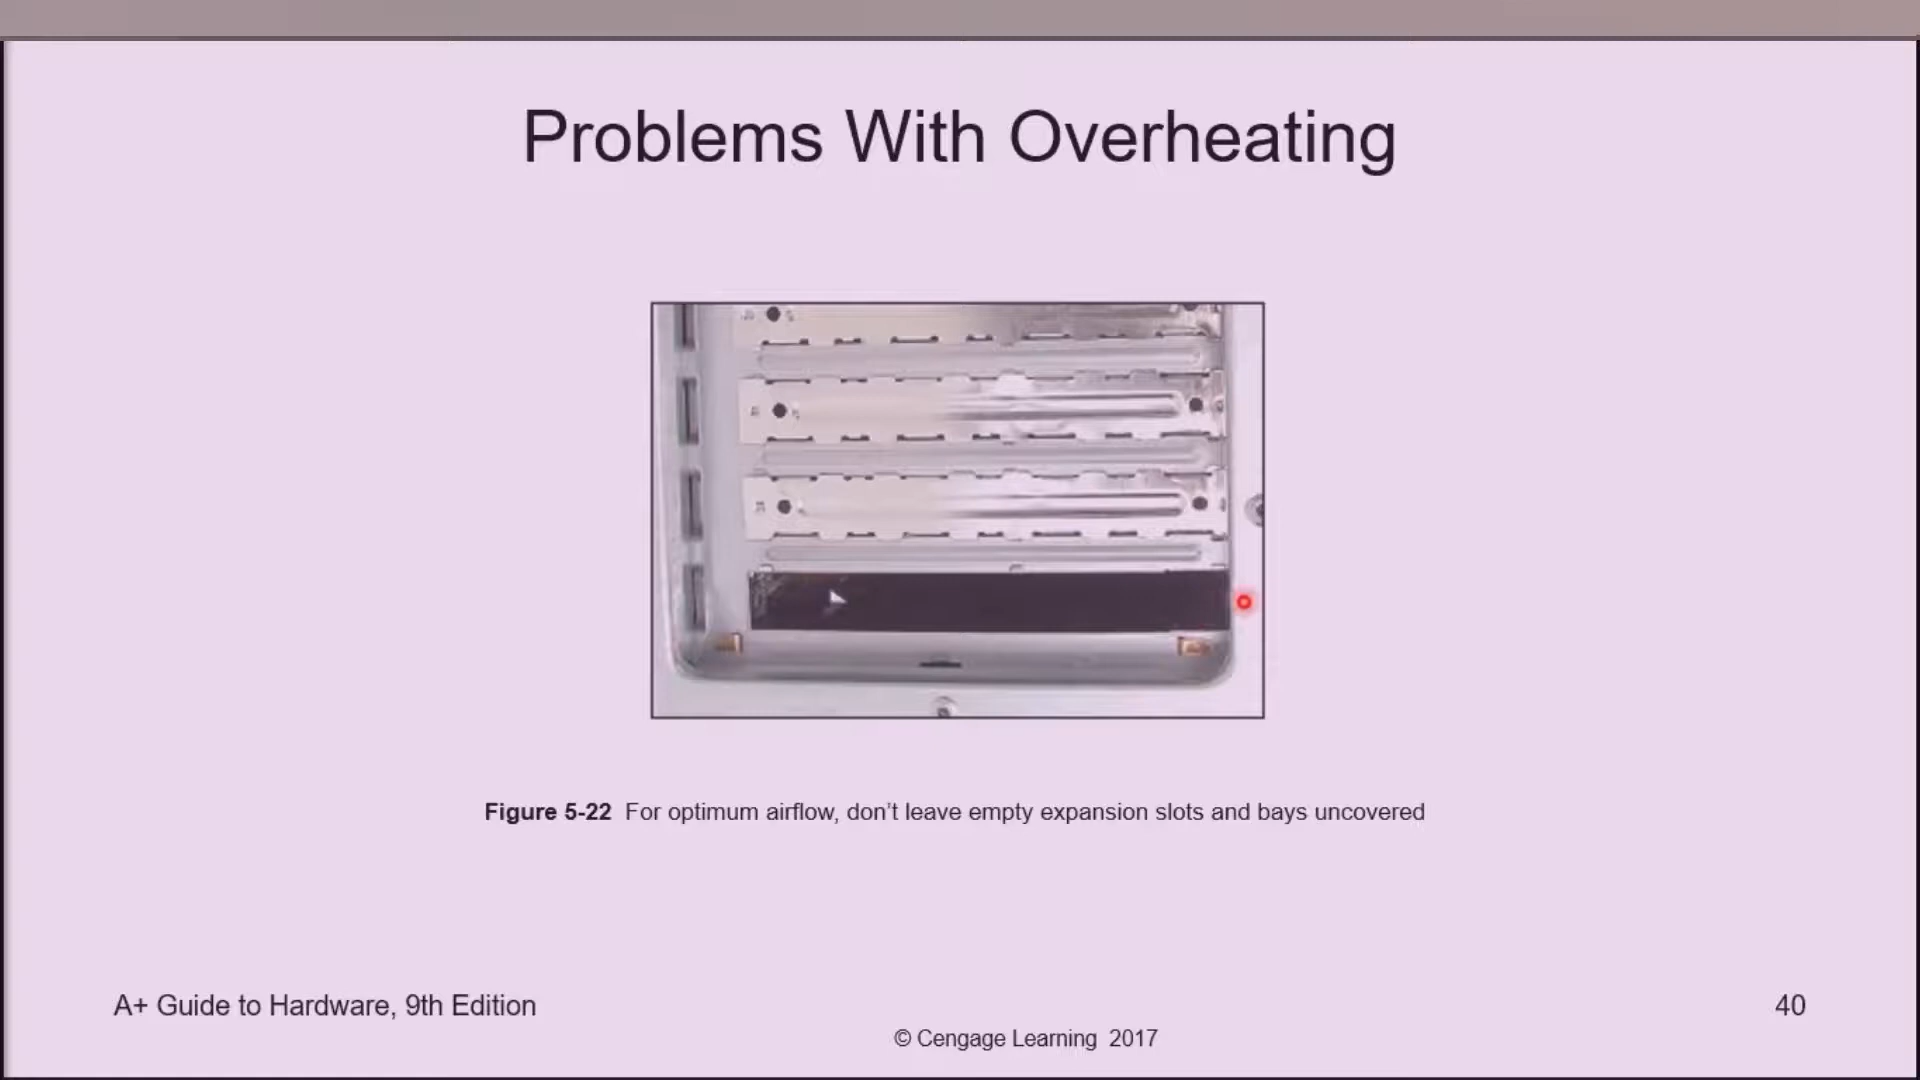 Problems With Overheating
Figure 5-22 For optimum airflow, don’t leave empty expansion slots and bays uncovered
A+ Guide to Hardware, 9th Edition
40
© Cengage Learning 2017